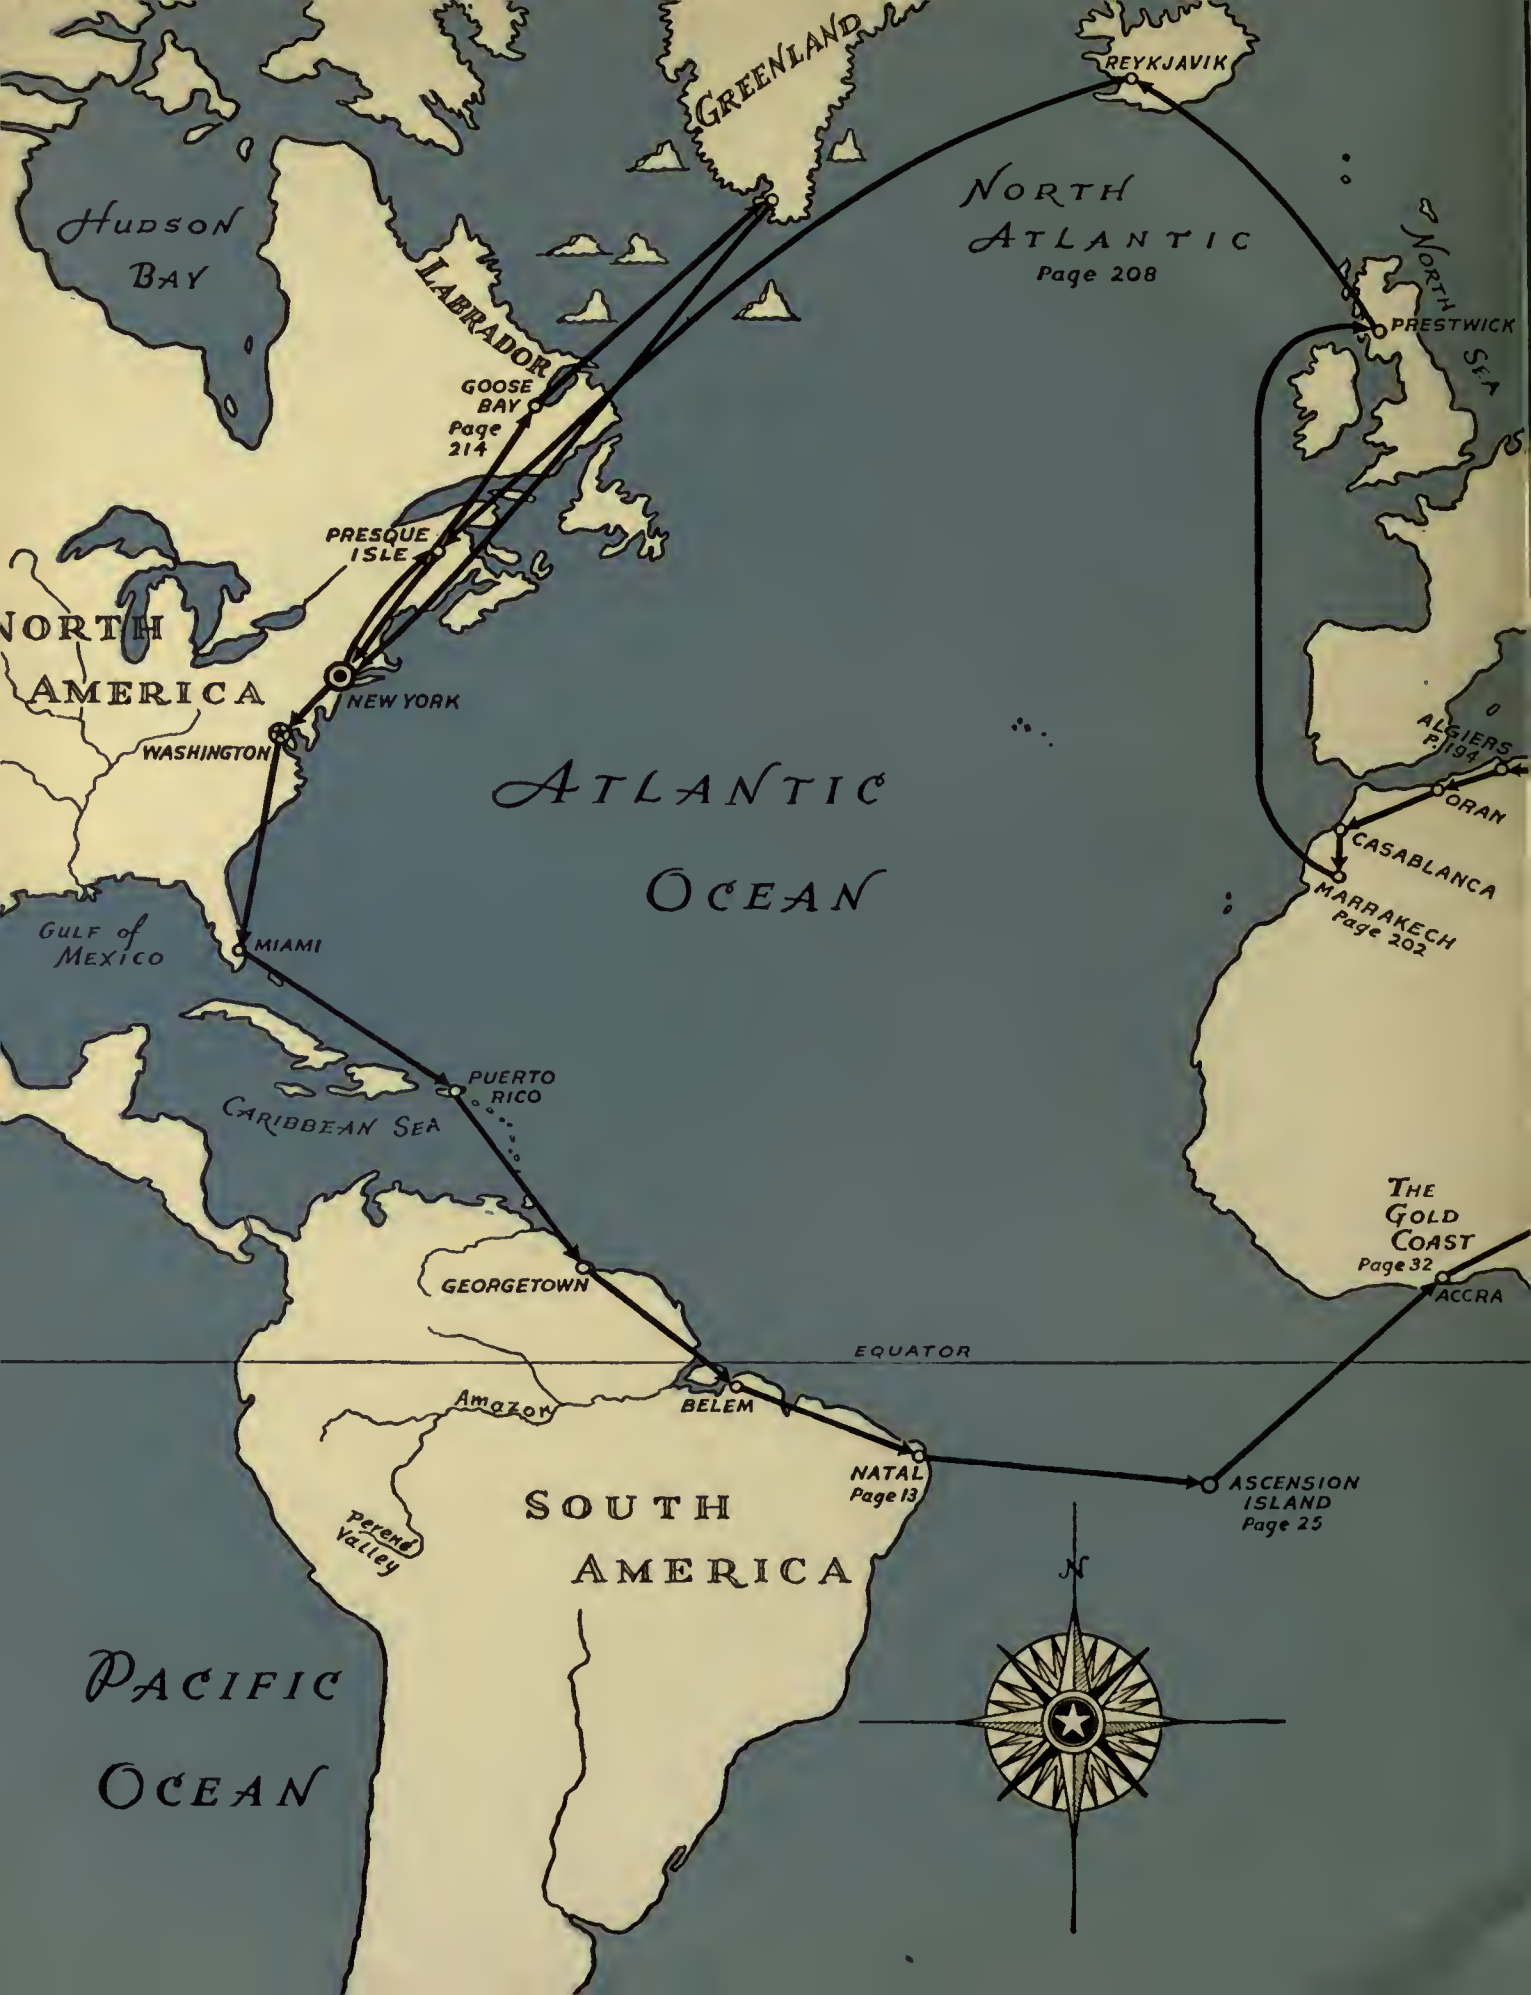 GREENLAND
REYKJAVIK
HUDSON
BAY
NORTH
ATLANTIC
Page 208
NORTH
SEA
LABRADOR
PRESTWICK
GOOSE
BAY
Page
214
PRESQUE
ISLE
NORTH
AMERICA
NEW YORK
WASHINGTON
ALGIERS
P. 194
ORAN
CASABLANCA
MARRAKECH
Page 202
ATLANTIC
OCEAN
GULF of
MEXICO
MIAMI
PUERTO
RICO
CARIBBEAN SEA
THE
GOLD
COAST
Page 32
ACCRA
GEORGETOWN
EQUATOR
Amazon
BELEM
NATAL
Page 13
ASCENSION
ISLAND
Page 25
SOUTH
AMERICA
Perené
Valley
N
PACIFIC
OCEAN